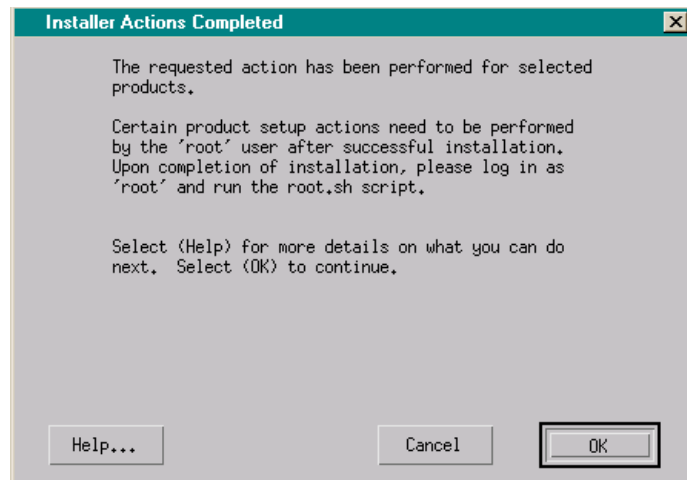 Installer Actions Completed
The requested action has been performed for selected
products.
Certain product setup actions need to be performed
by the 'root' user after successful installation.
Upon completion of installation, please log in as
'root' and run the root.sh script.
Select (Help) for more details on what you can do
next.  Select (OK) to continue.
Help...
Cancel
OK